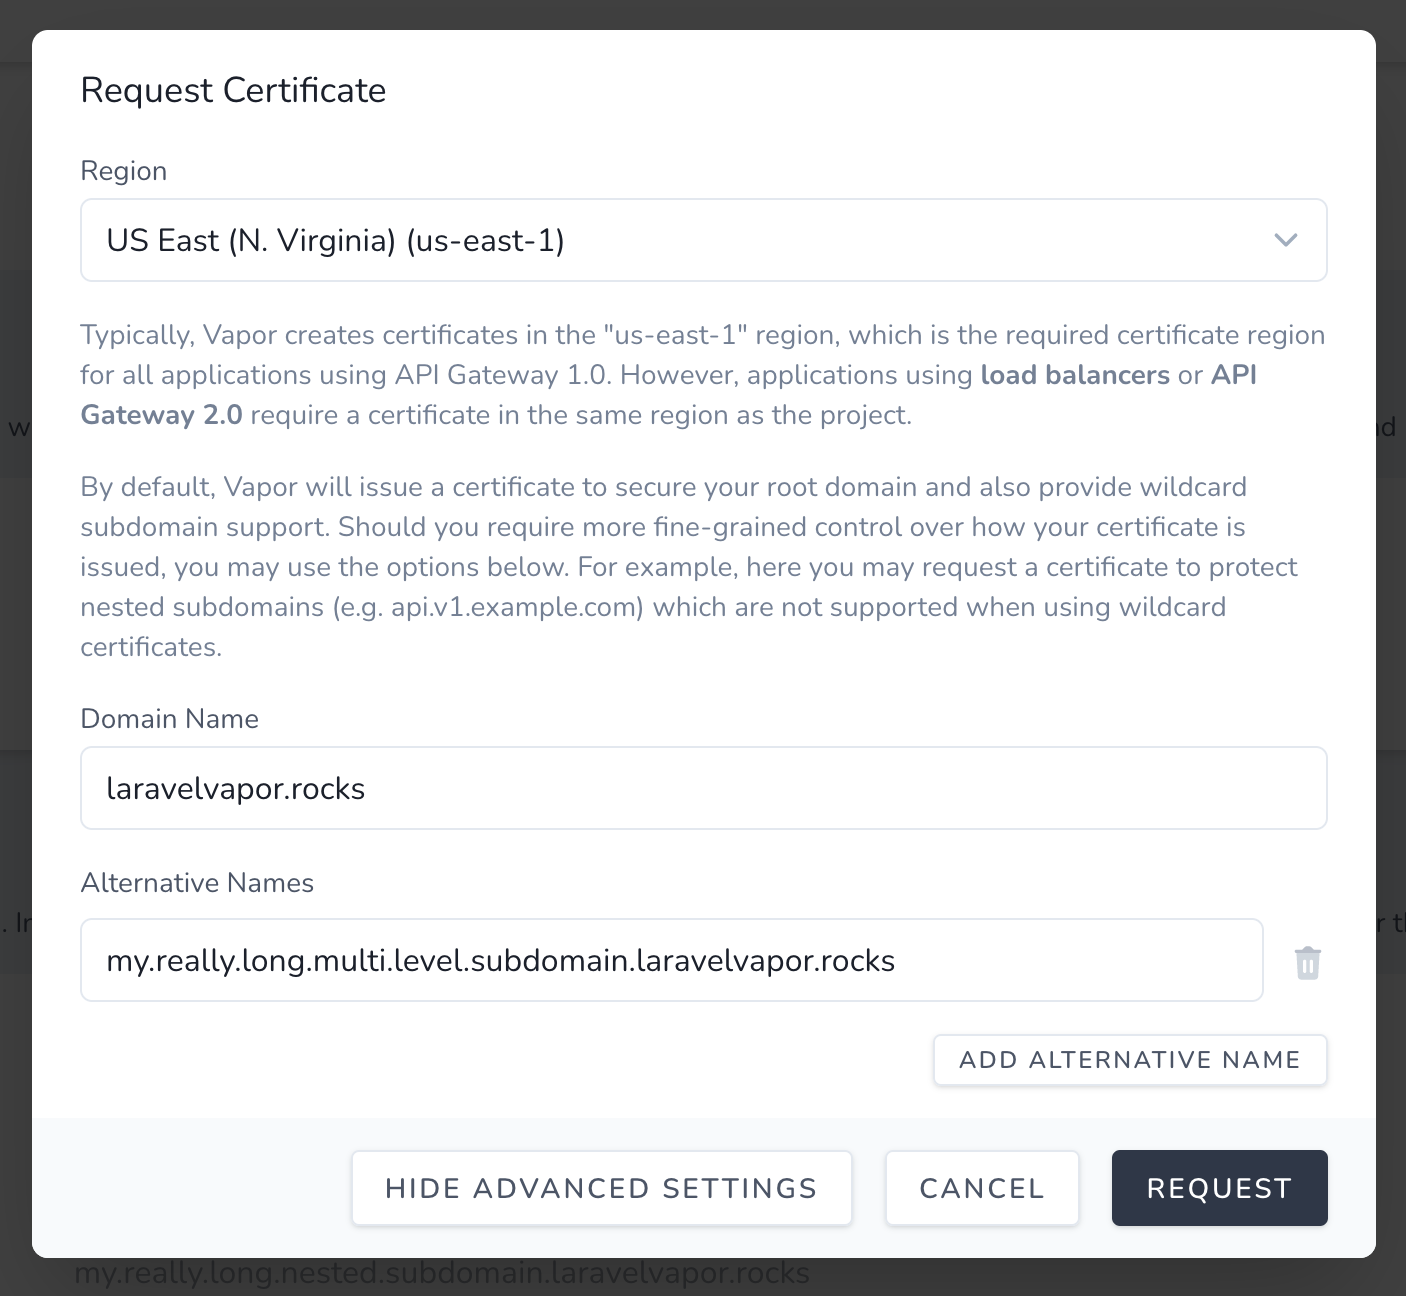 Request Certificate
Region
US East (N. Virginia) (us-east-1)
Typically, Vapor creates certificates in the "us-east-1" region, which is the required certificate region
for all applications using API Gateway 1.0. However, applications using load balancers or API
Gateway 2.0 require a certificate in the same region as the project.
By default, Vapor will issue a certificate to secure your root domain and also provide wildcard
subdomain support. Should you require more fine-grained control over how your certificate is
issued, you may use the options below. For example, here you may request a certificate to protect
nested subdomains (e.g. api.v1.example.com) which are not supported when using wildcard
certificates.
Domain Name
laravelvapor.rocks
Alternative Names
my.really.long.multi.level.subdomain.laravelvapor.rocks
ADD ALTERNATIVE NAME
HIDE ADVANCED SETTINGS CANCEL REQUEST
my.really.long.nested.subdomain.laravelvapor.rocks